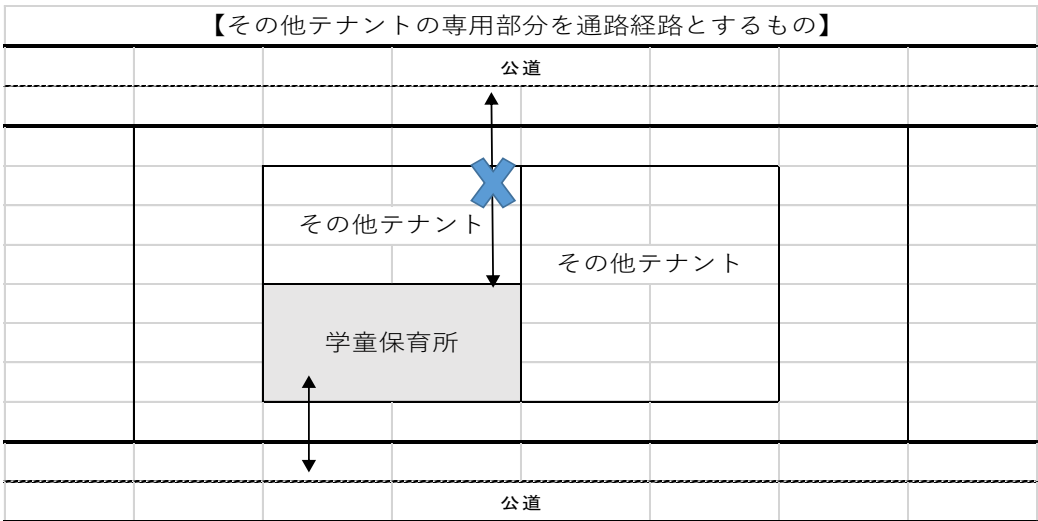 【その他テナントの専用部分を通路経路とするもの】
公道
その他テナント
その他テナント
学童保育所
公道